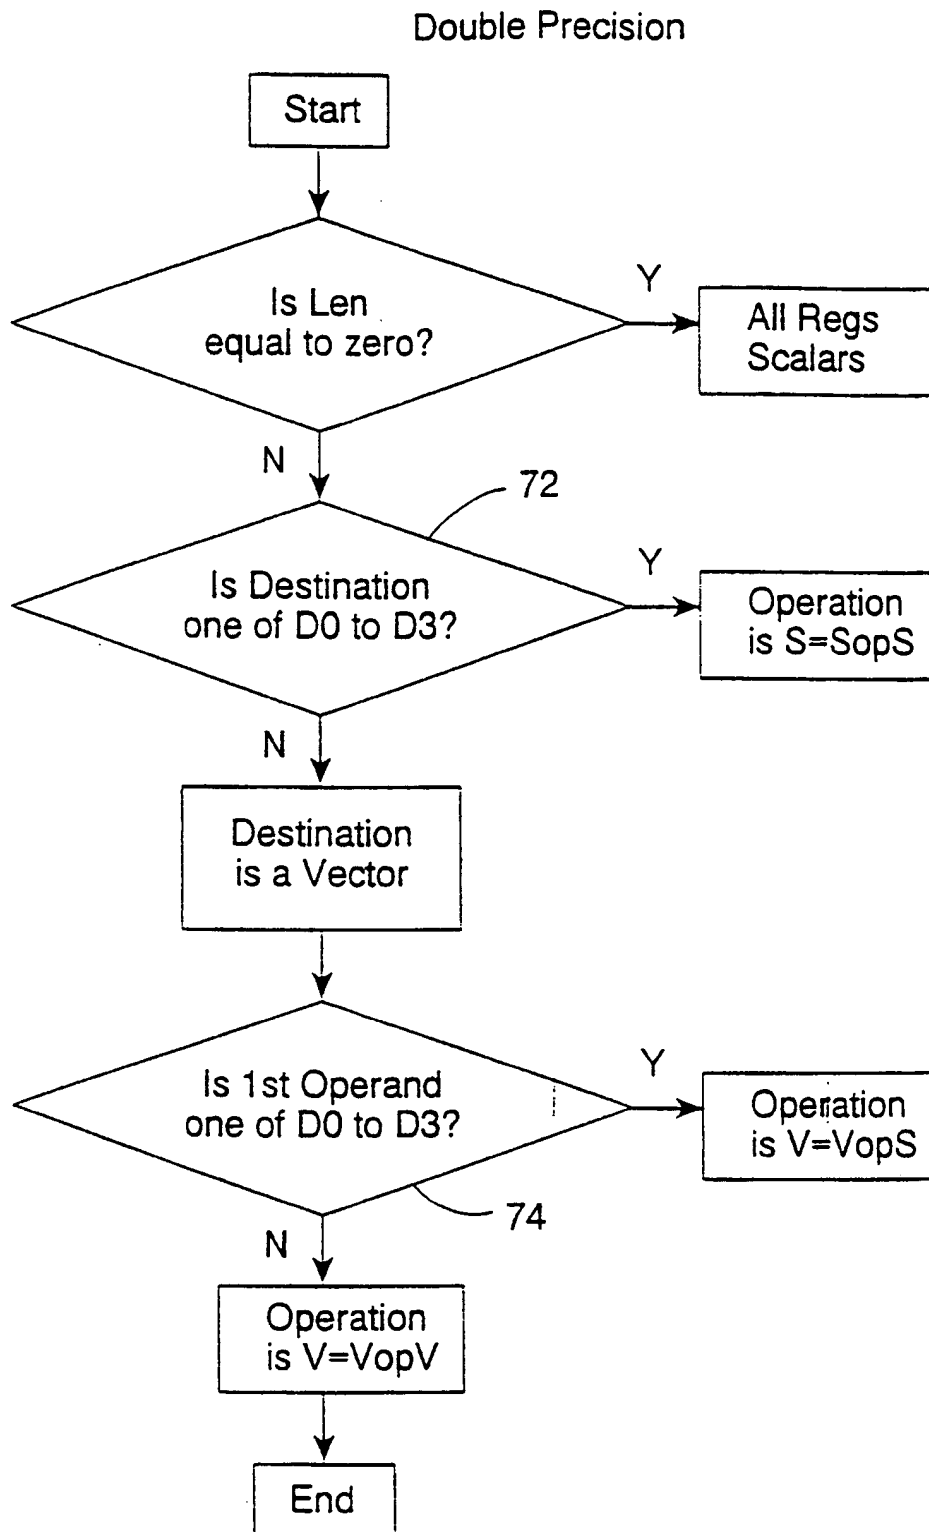 Double Precision
Start
Is Len
equal to zero?
Y
All Regs
Scalars
N
72
Is Destination
one of D0 to D3?
Y
Operation
is S=SopS
N
Destination
is a Vector
Is 1st Operand
one of D0 to D3?
Y
Operation
is V=VopS
74
N
Operation
is V=VopV
End